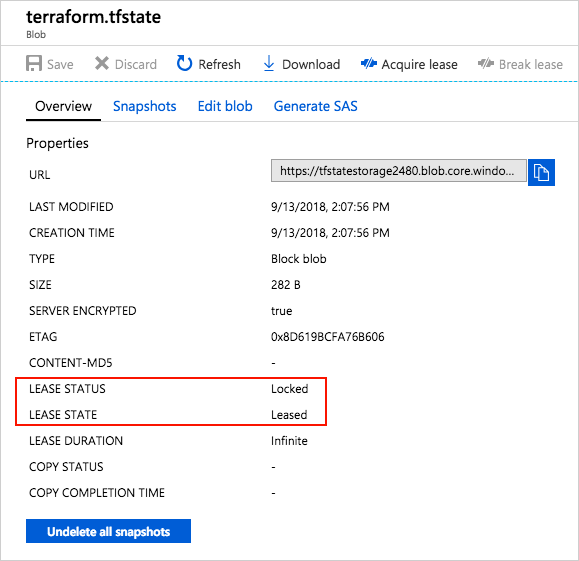 terraform.tfstate
Blob
Save Discard Refresh Download Acquire lease Break lease
Overview Snapshots Edit blob Generate SAS
Properties
URL https://tfstatestorage2480.blob.core.windo...
LAST MODIFIED 9/13/2018, 2:07:56 PM
CREATION TIME 9/13/2018, 2:07:56 PM
TYPE Block blob
SIZE 282 B
SERVER ENCRYPTED true
ETAG 0x8D619BCFA76B606
CONTENT-MD5 -
LEASE STATUS Locked
LEASE STATE Leased
LEASE DURATION Infinite
COPY STATUS -
COPY COMPLETION TIME -
Undelete all snapshots